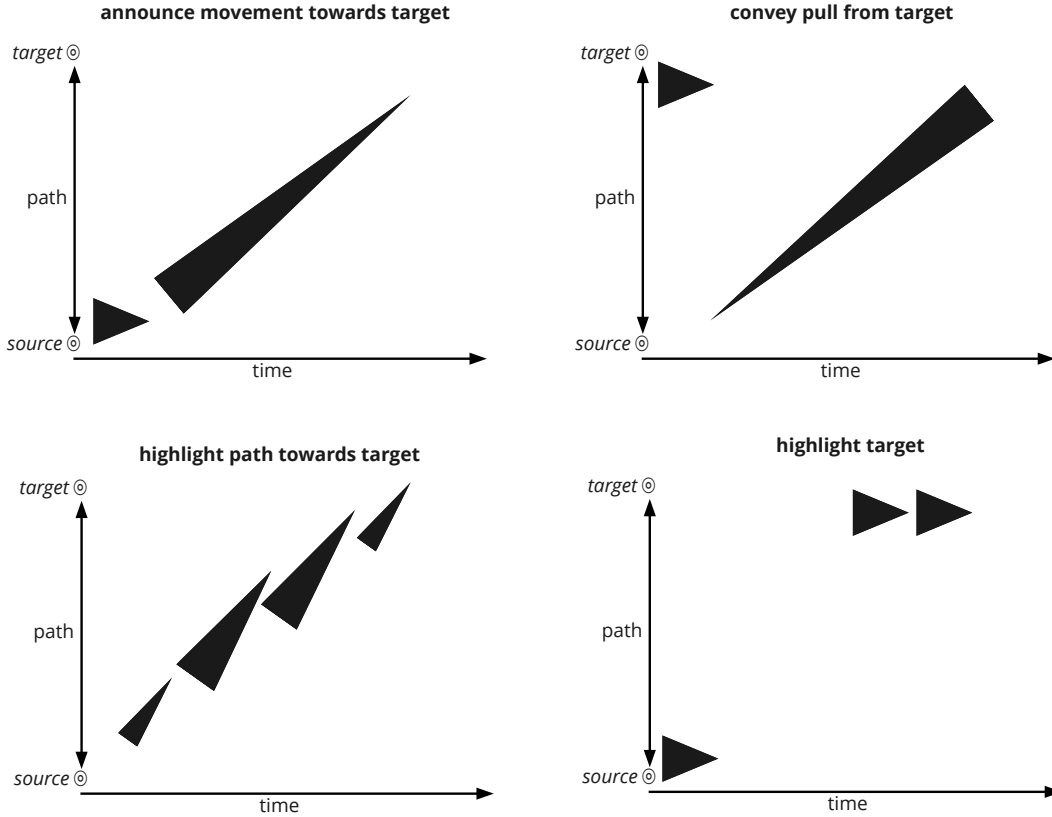 announce movement towards target
target
path
source
time
convey pull from target
target
path
source
time
highlight path towards target
target
path
source
time
highlight target
target
path
source
time